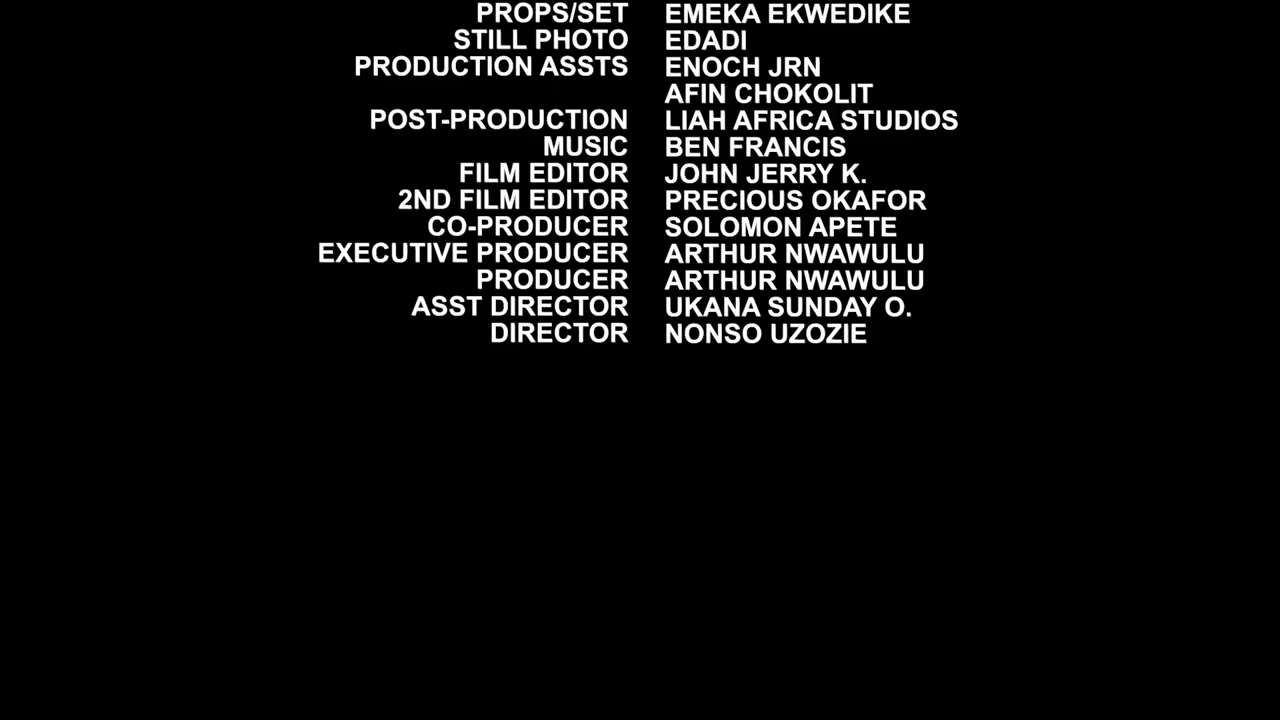 PROPS/SET EMEKA EKWEDIKE
STILL PHOTO EDADI
PRODUCTION ASSTS ENOCH JRN
AFIN CHOKOLIT
POST-PRODUCTION LIAH AFRICA STUDIOS
MUSIC BEN FRANCIS
FILM EDITOR JOHN JERRY K.
2ND FILM EDITOR PRECIOUS OKAFOR
CO-PRODUCER SOLOMON APETE
EXECUTIVE PRODUCER ARTHUR NWAWULU
PRODUCER ARTHUR NWAWULU
ASST DIRECTOR UKANA SUNDAY O.
DIRECTOR NONSO UZOZIE